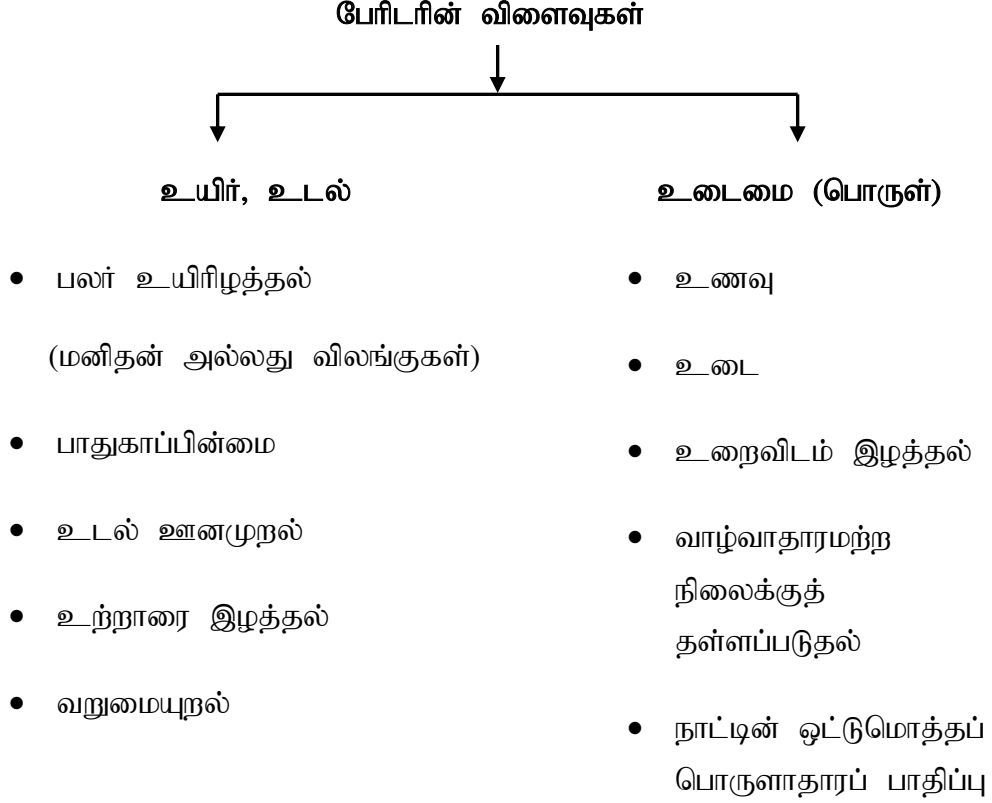 பேரிடரின் விளைவுகள்
உயிர், உடல்
• பலர் உயிரிழத்தல்
(மனிதன் அல்லது விலங்குகள்)
• பாதுகாப்பின்மை
• உடல் ஊனமுறல்
• உற்றாரை இழத்தல்
• வறுமையுறல்
உடைமை (பொருள்)
• உணவு
• உடை
• உறைவிடம் இழத்தல்
• வாழ்வாதாரமற்ற
நிலைக்குத்
தள்ளப்படுதல்
• நாட்டின் ஒட்டுமொத்தப்
பொருளாதாரப் பாதிப்பு